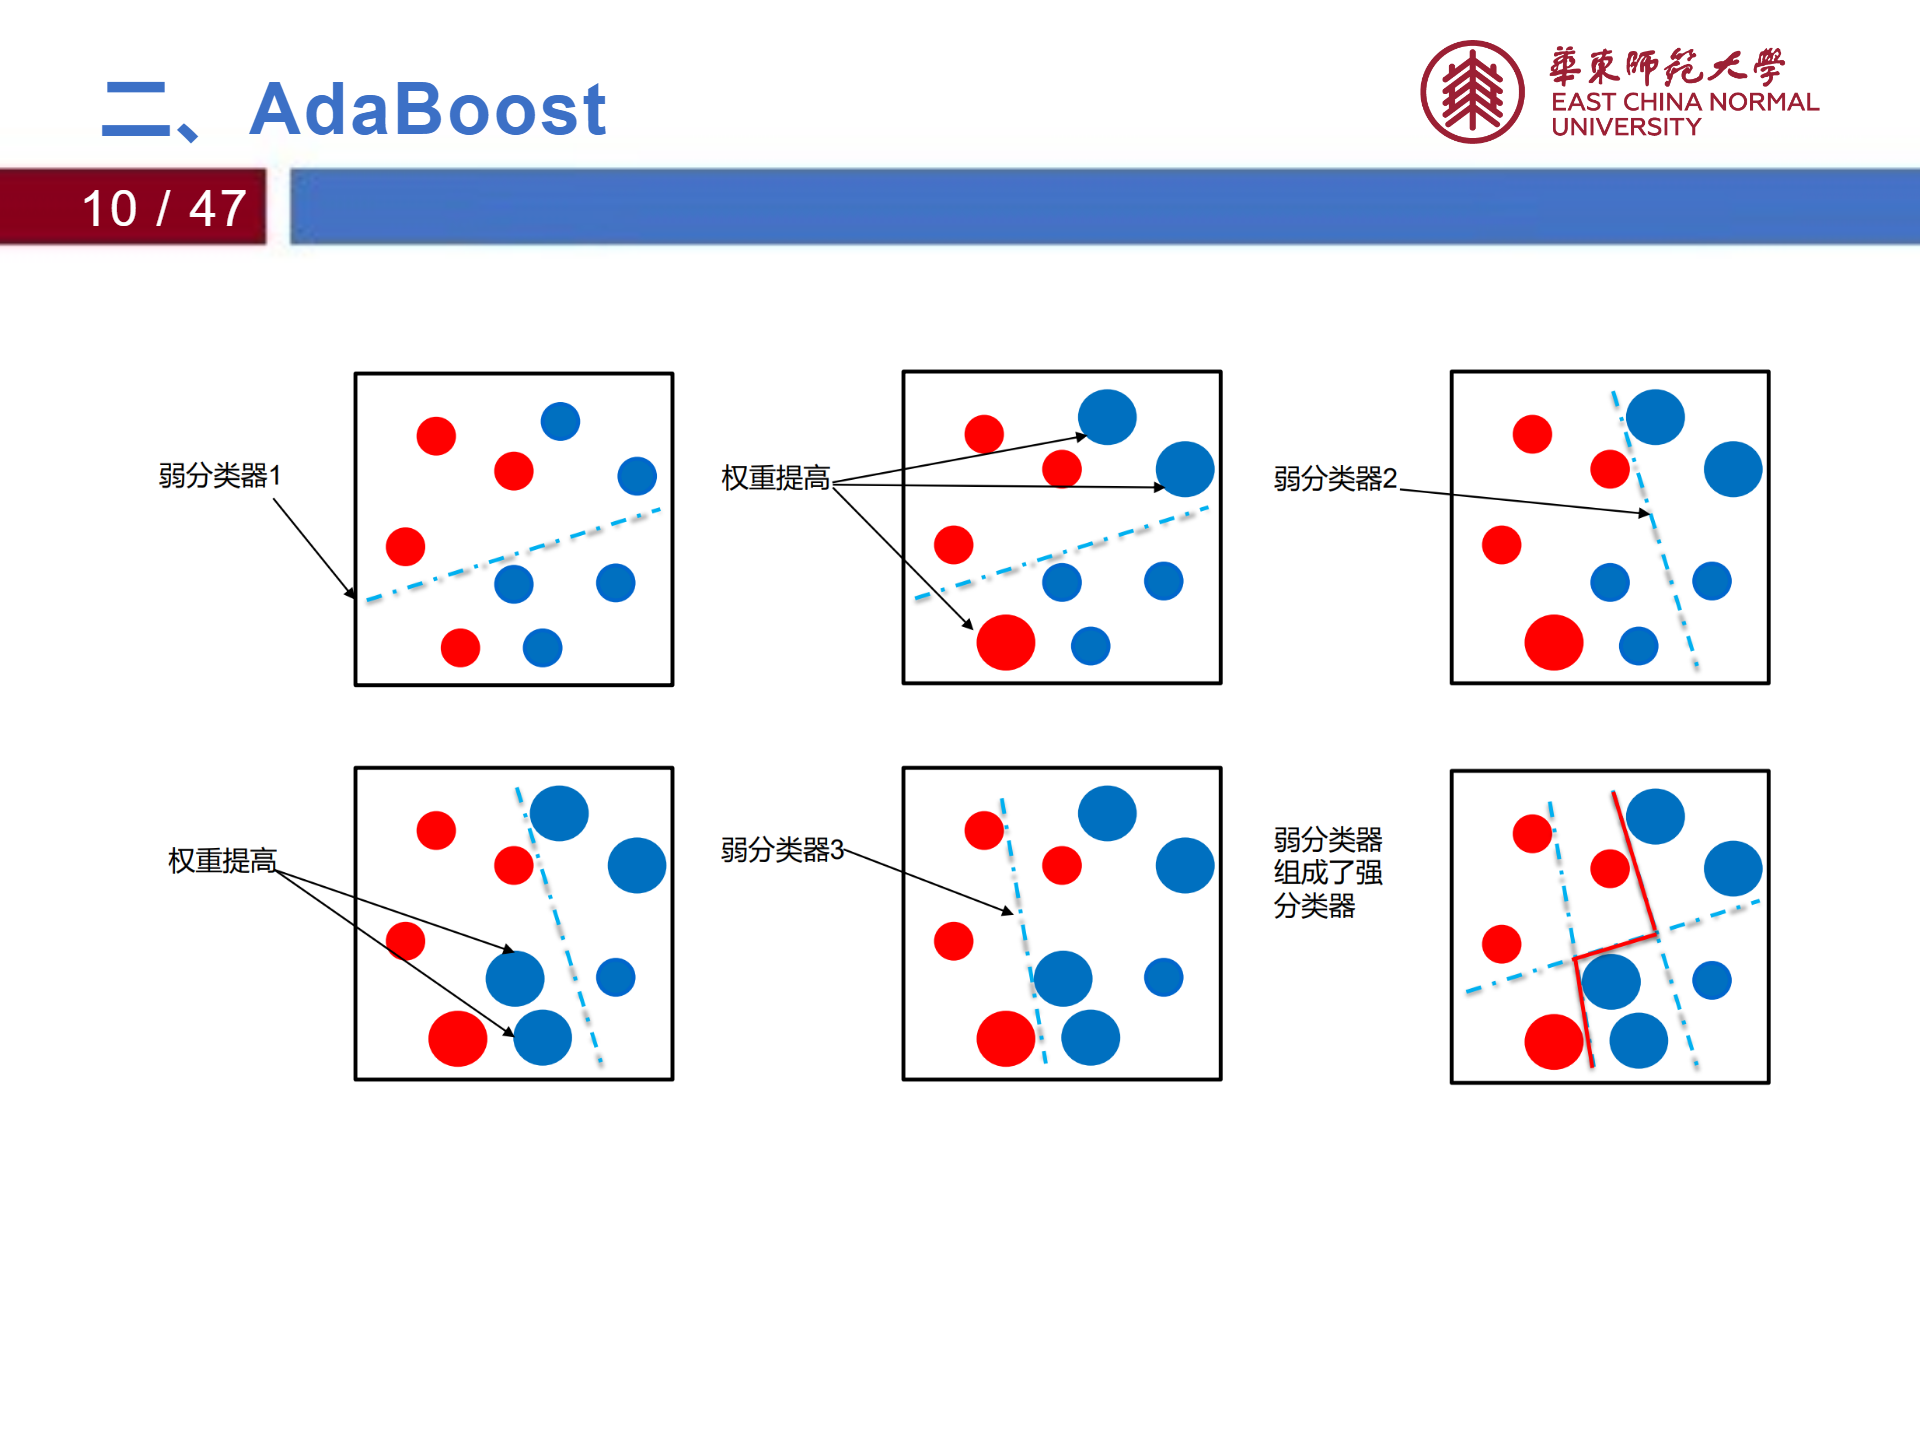 二、AdaBoost
華東師範大學
EAST CHINA NORMAL
UNIVERSITY
10 / 47
弱分类器1
权重提高
弱分类器2
权重提高
弱分类器3
弱分类器
组成了强
分类器